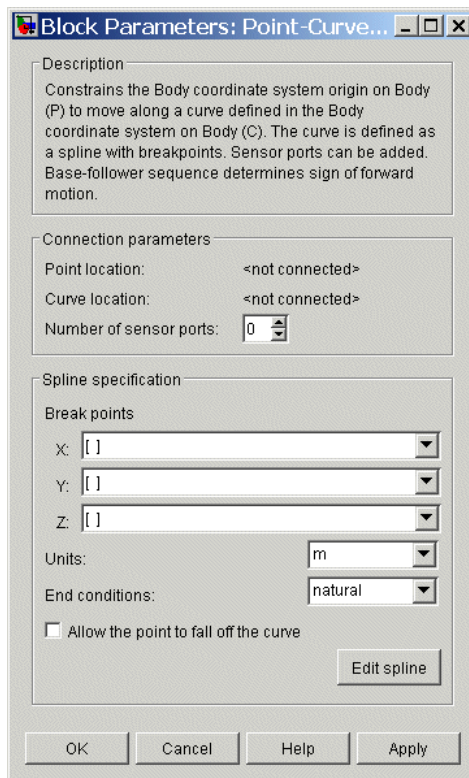 Block Parameters: Point-Curve...
Description
Constrains the Body coordinate system origin on Body
(P) to move along a curve defined in the Body
coordinate system on Body (C). The curve is defined as
a spline with breakpoints. Sensor ports can be added.
Base-follower sequence determines sign of forward
motion.
Connection parameters
Point location: <not connected>
Curve location: <not connected>
Number of sensor ports: 0
Spline specification
Break points
X: [ ]
Y: [ ]
Z: [ ]
Units: m
End conditions: natural
Allow the point to fall off the curve
Edit spline
OK Cancel Help Apply